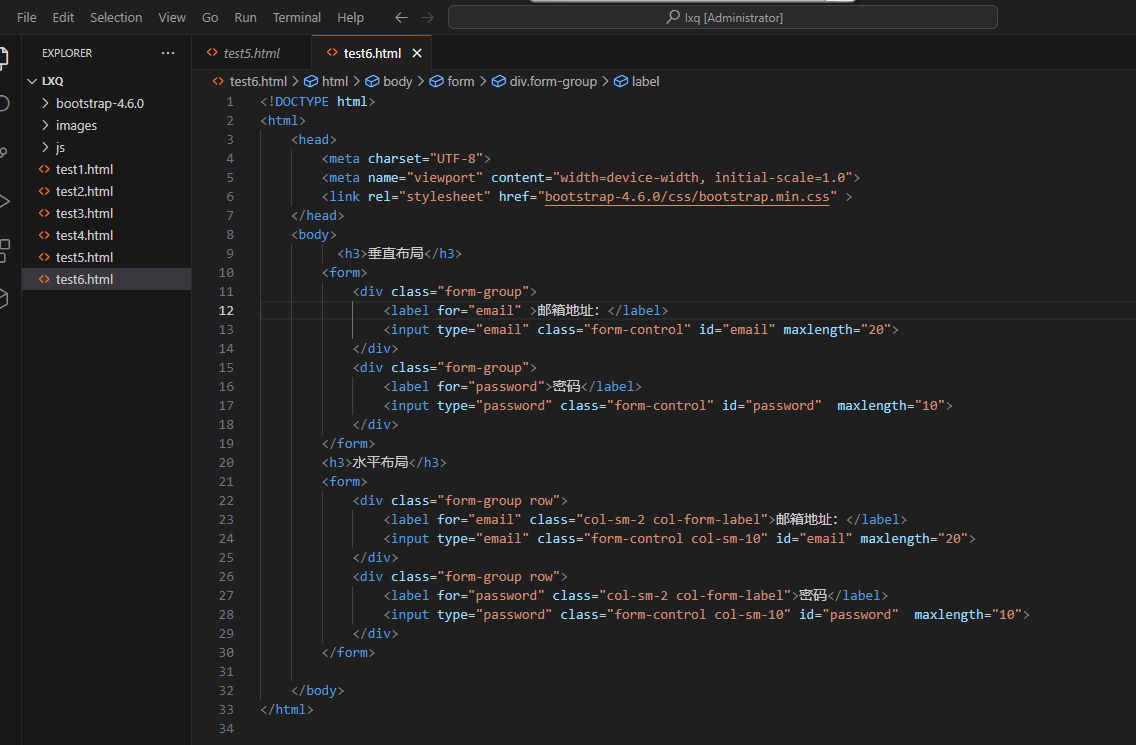 File Edit Selection View Go Run Terminal Help ← → lxq [Administrator]
EXPLORER ···
LXQ
bootstrap-4.6.0
images
js
test1.html
test2.html
test3.html
test4.html
test5.html
test6.html
test5.html test6.html ×
test6.html > html > body > form > div.form-group > label
1 <!DOCTYPE html>
2 <html>
3 <head>
4 <meta charset="UTF-8">
5 <meta name="viewport" content="width=device-width, initial-scale=1.0">
6 <link rel="stylesheet" href="bootstrap-4.6.0/css/bootstrap.min.css" >
7 </head>
8 <body>
9 <h3>垂直布局</h3>
10 <form>
11 <div class="form-group">
12 <label for="email" >邮箱地址：</label>
13 <input type="email" class="form-control" id="email" maxlength="20">
14 </div>
15 <div class="form-group">
16 <label for="password">密码</label>
17 <input type="password" class="form-control" id="password"  maxlength="10">
18 </div>
19 </form>
20 <h3>水平布局</h3>
21 <form>
22 <div class="form-group row">
23 <label for="email" class="col-sm-2 col-form-label">邮箱地址：</label>
24 <input type="email" class="form-control col-sm-10" id="email" maxlength="20">
25 </div>
26 <div class="form-group row">
27 <label for="password" class="col-sm-2 col-form-label">密码</label>
28 <input type="password" class="form-control col-sm-10" id="password"  maxlength="10">
29 </div>
30 </form>
31
32 </body>
33 </html>
34